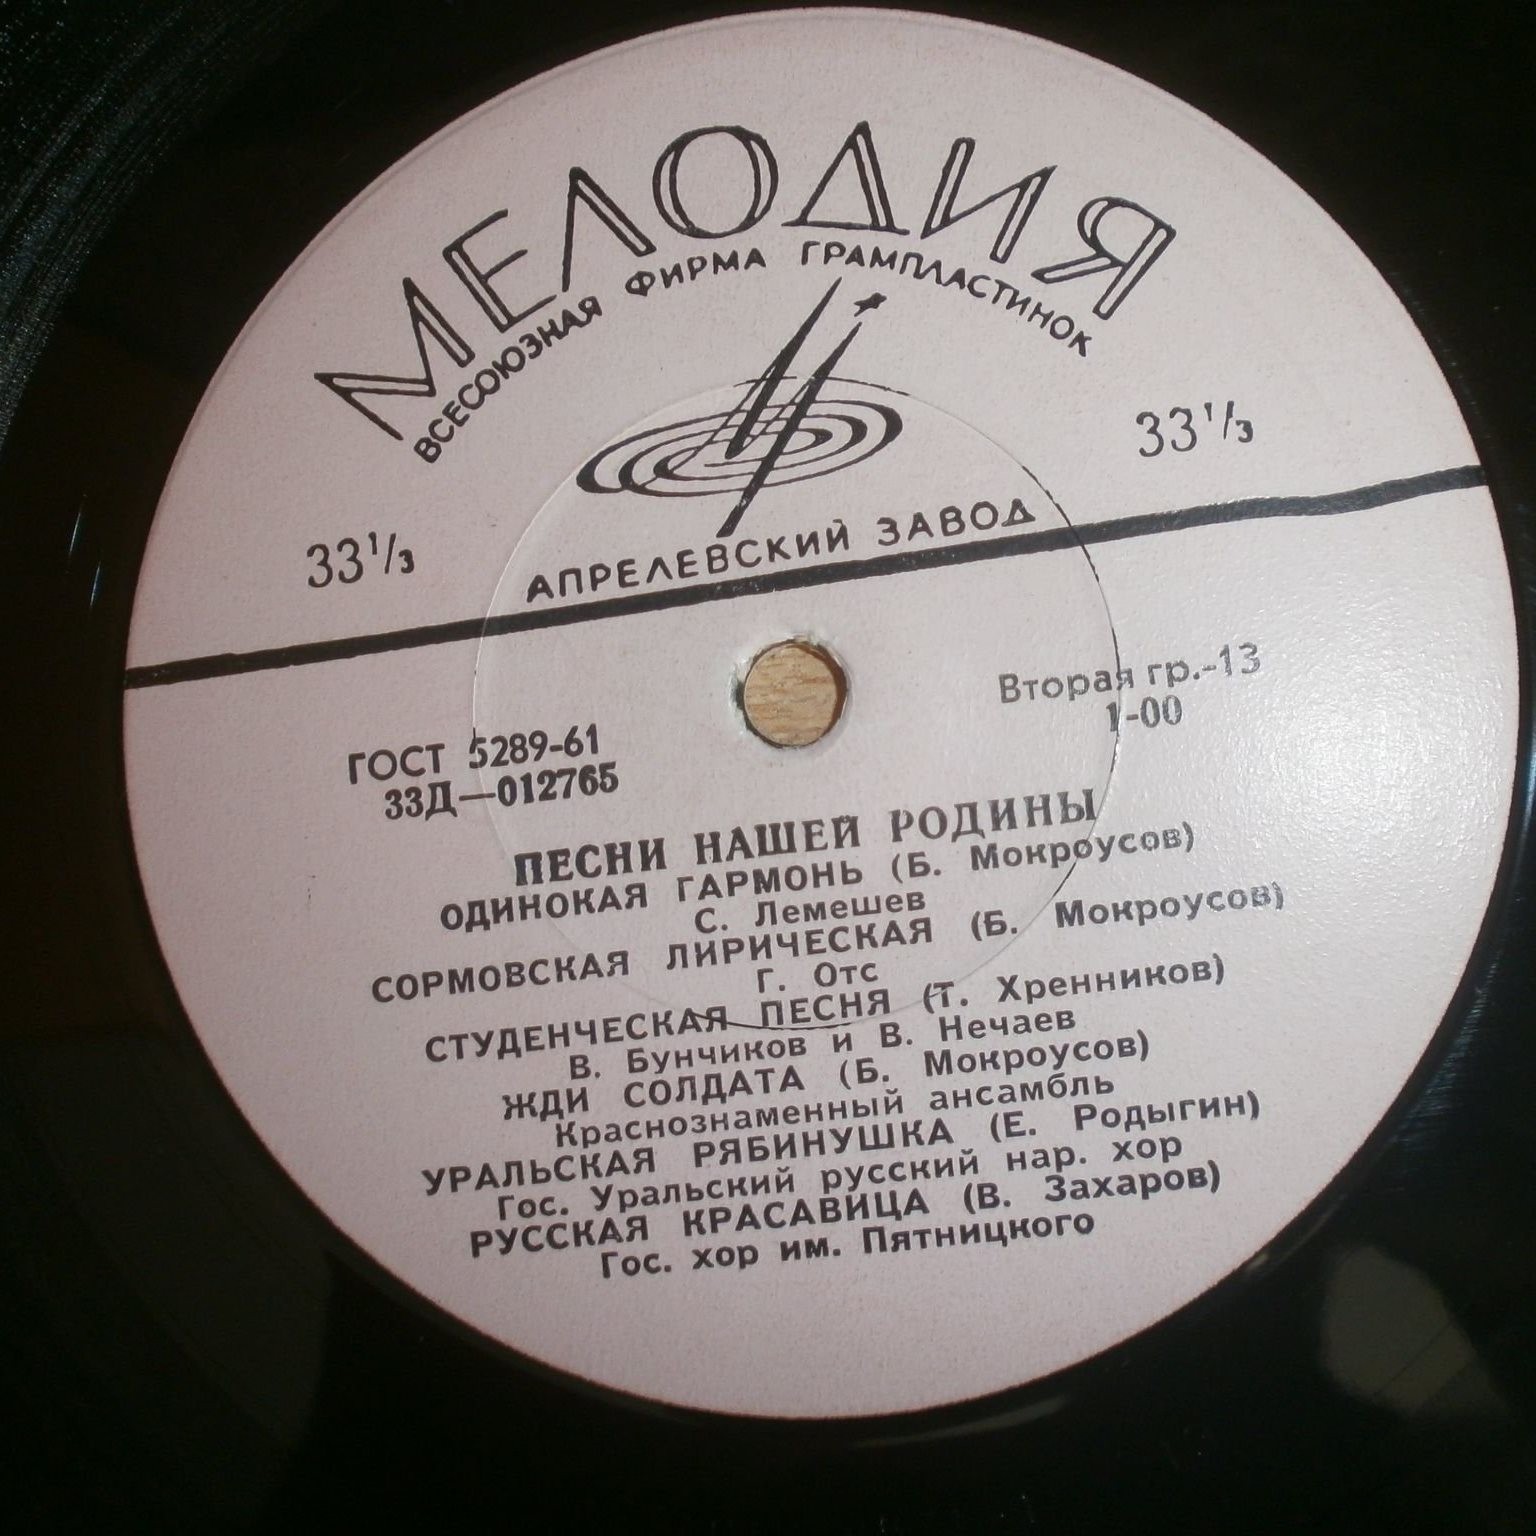 МЕЛОДИЯ
ВСЕСОЮЗНАЯ ФИРМА ГРАМПЛАСТИНОК
33⅓
33⅓
АПРЕЛЕВСКИЙ ЗАВОД
Вторая гр.-13
1-00
ГОСТ 5289-61
33Д—012765
ПЕСНИ НАШЕЙ РОДИНЫ
ОДИНОКАЯ ГАРМОНЬ (Б. Мокроусов)
С. Лемешев
СОРМОВСКАЯ ЛИРИЧЕСКАЯ (Б. Мокроусов)
Г. Отс
СТУДЕНЧЕСКАЯ ПЕСНЯ (Т. Хренников)
В. Бунчиков и В. Нечаев
ЖДИ СОЛДАТА (Б. Мокроусов)
Краснознаменный ансамбль
УРАЛЬСКАЯ РЯБИНУШКА (Е. Родыгин)
Гос. Уральский русский нар. хор
РУССКАЯ КРАСАВИЦА (В. Захаров)
Гос. хор им. Пятницкого